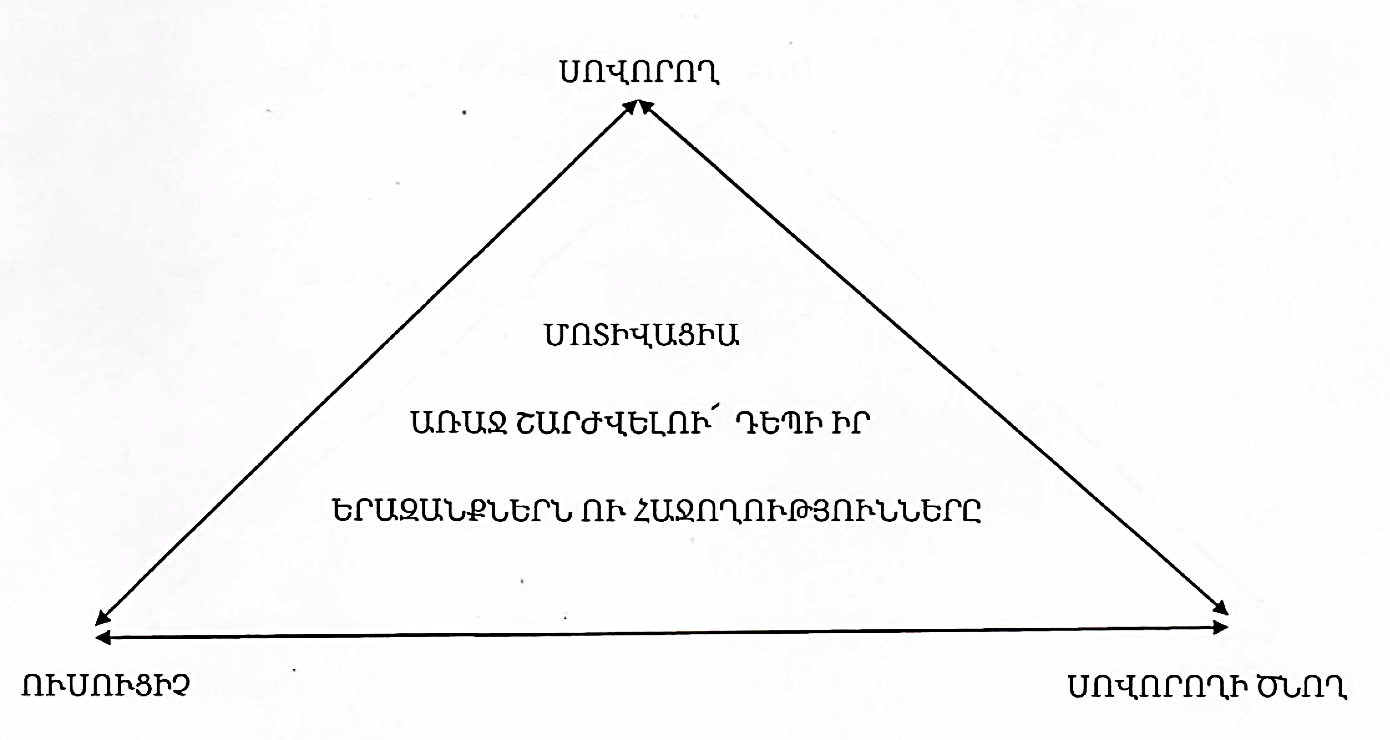 ՍՈՎՈՐՈՂ
ՄՈՏԻՎԱՑԻԱ
ԱՌԱՋ ՇԱՐԺՎԵԼՈՒ՛ ԴԵՊԻ ԻՐ
ԵՐԱԶԱՆՔՆԵՐՆ ՈՒ ՀԱՋՈՂՈՒԹՅՈՒՆՆԵՐԸ
ՈՒՍՈՒՑԻՉ
ՍՈՎՈՐՈՂԻ ԾՆՈՂ